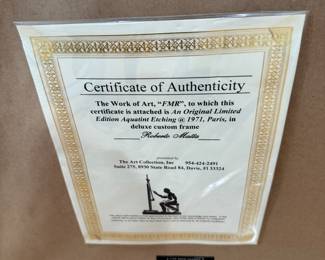 Certificate of Authenticity
The Work of Art, "FMR", to which this
certificate is attached is An Original Limited
Edition Aquatint Etching @ 1971, Paris, in
deluxe custom frame
Roberto Matta
presented by
The Art Collection, Inc 954-424-2491
Suite 275, 8930 State Road 84, Davie, Fl 33324